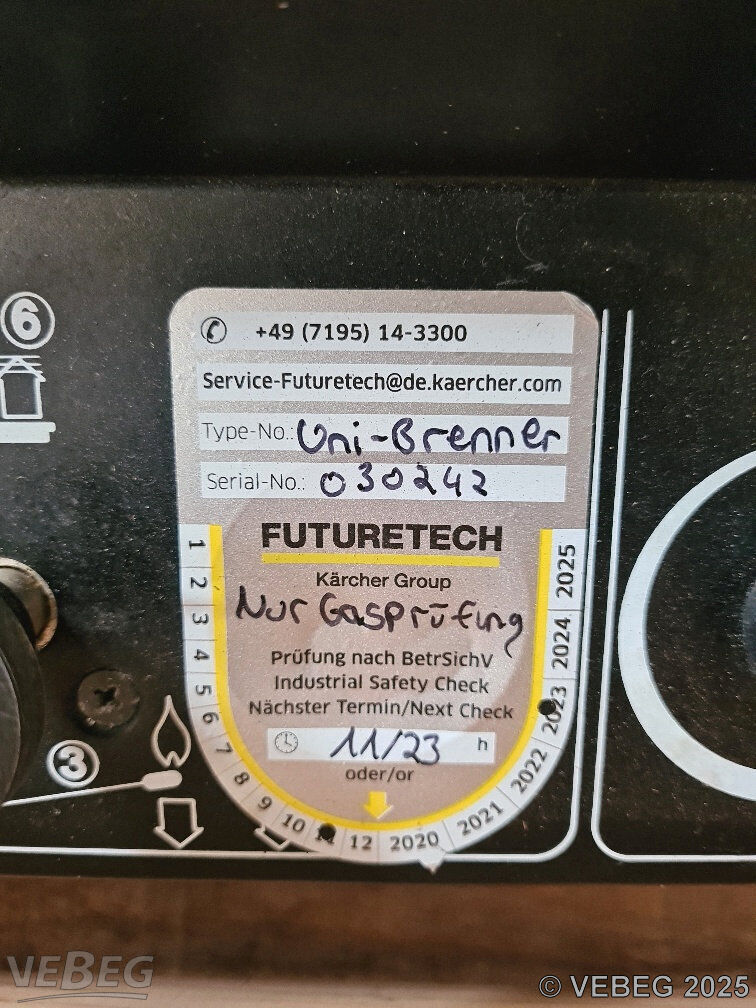 6
+49 (7195) 14-3300
Service-Futuretech@de.kaercher.com
Type-No.: Uni-Brenner
Serial-No.: 030242
FUTURETECH
Kärcher Group
Nur Gasprüfung
Prüfung nach BetrSichV
Industrial Safety Check
Nächster Termin/Next Check
11/23 h
oder/or
1 2 3 4 5 6 7 8 9 10 11 12 2020 2021 2022 2023 2024 2025
3
VEBEG
© VEBEG 2025